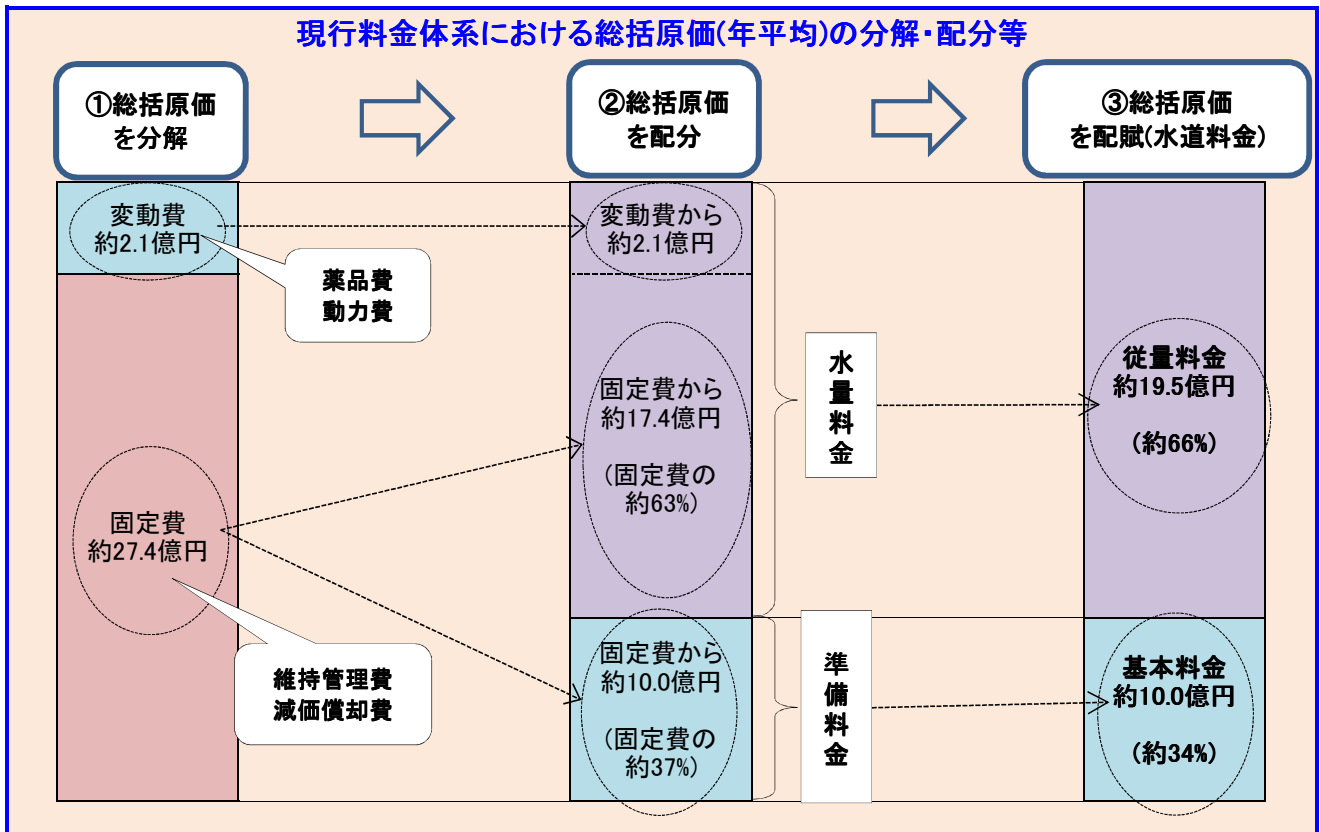 現行料金体系における総括原価(年平均)の分解・配分等
①総括原価
を分解
②総括原価
を配分
③総括原価
を配賦(水道料金)
変動費
約2.1億円
薬品費
動力費
固定費
約27.4億円
維持管理費
減価償却費
変動費から
約2.1億円
固定費から
約17.4億円
(固定費の
約63%)
固定費から
約10.0億円
(固定費の
約37%)
水量料金
準備料金
従量料金
約19.5億円
(約66%)
基本料金
約10.0億円
(約34%)